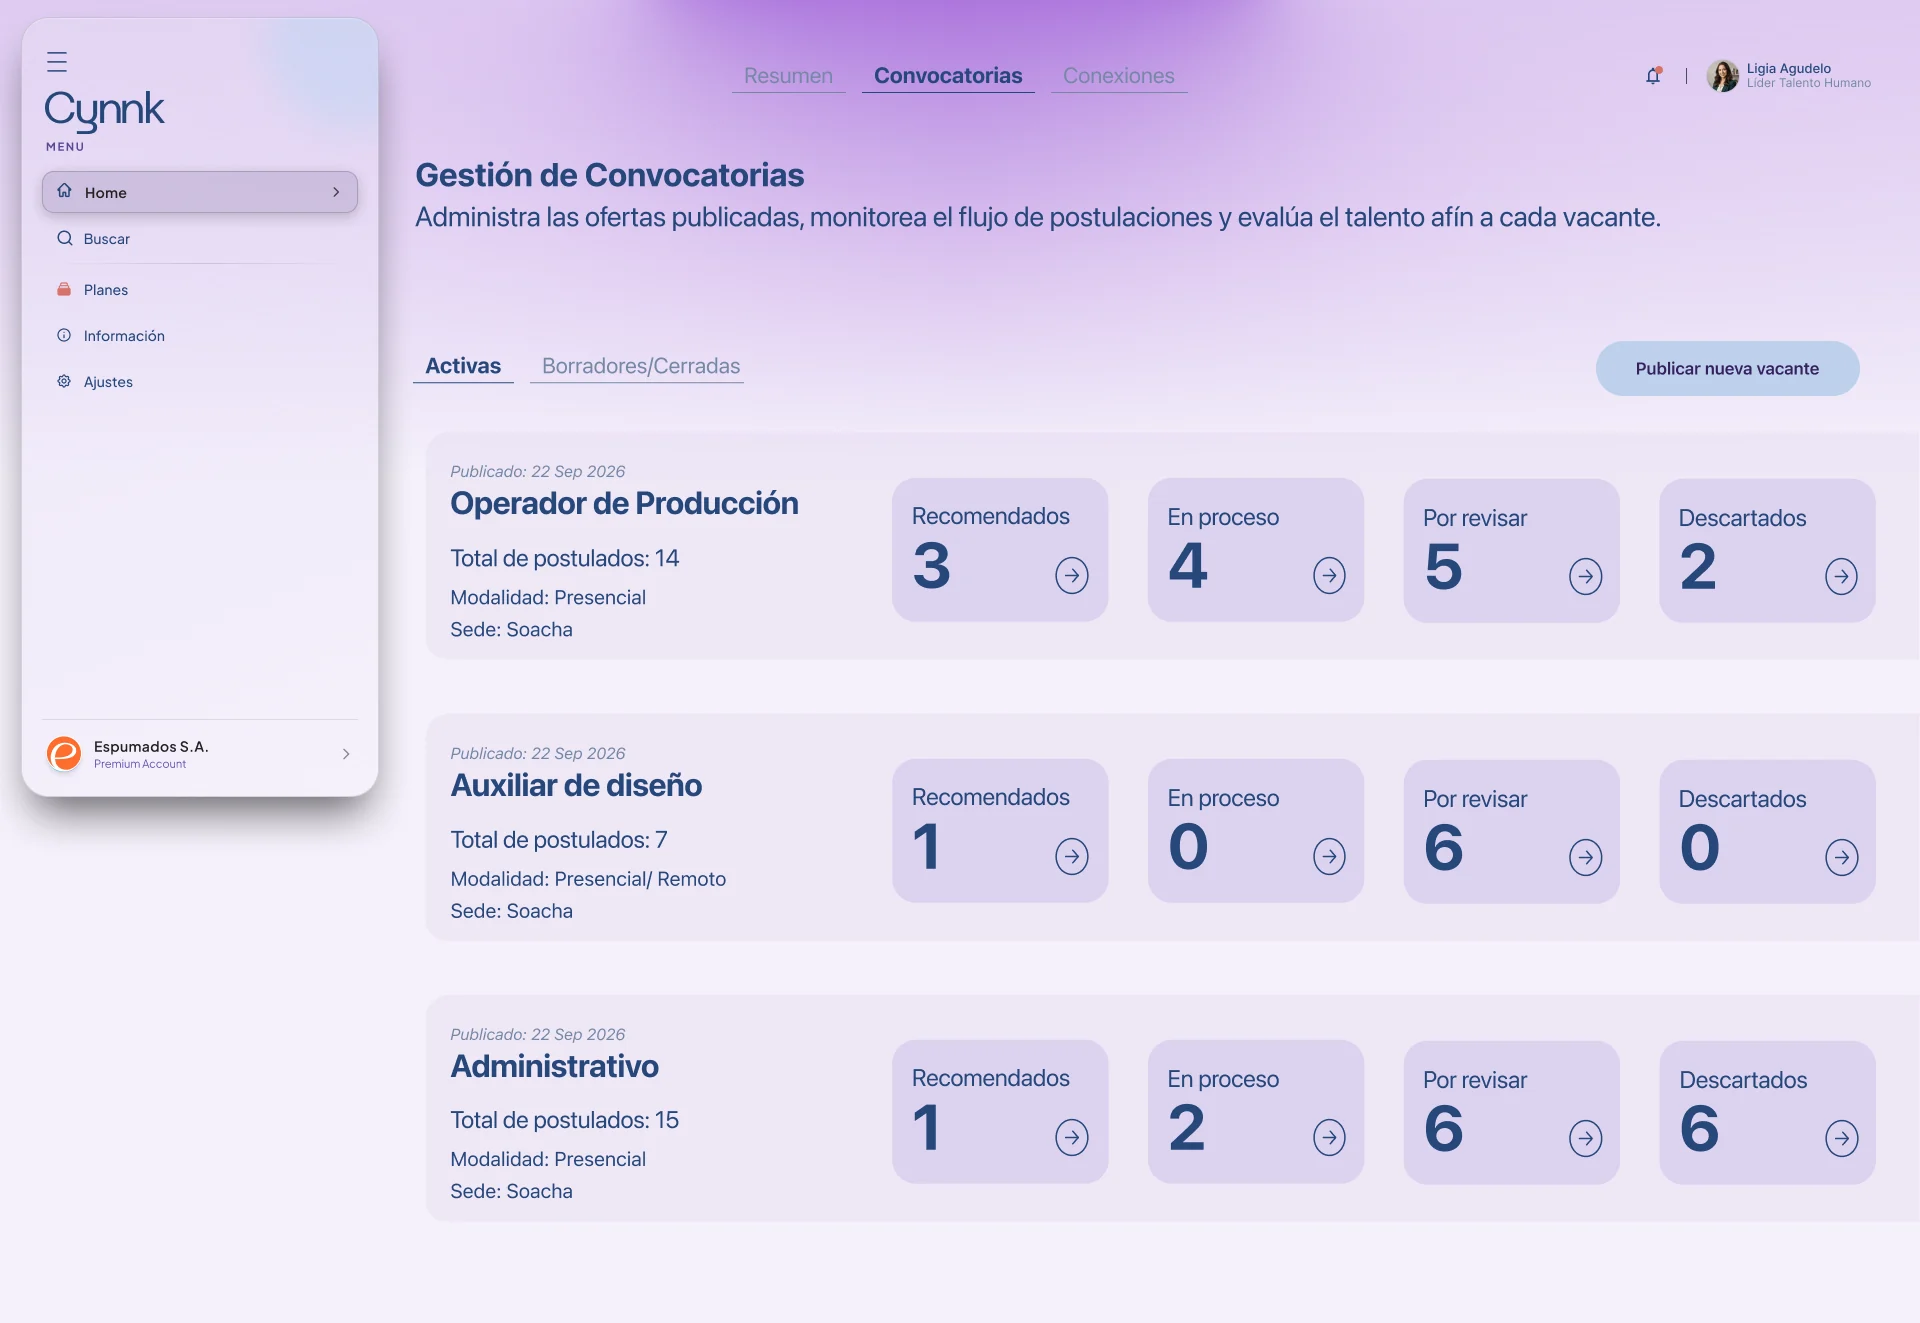 Cynnk
MENU
Home
Buscar
Planes
Información
Ajustes
Espumados S.A.
Premium Account
Resumen
Convocatorias
Conexiones
Ligia Agudelo
Líder Talento Humano
Gestión de Convocatorias
Administra las ofertas publicadas, monitorea el flujo de postulaciones y evalúa el talento afín a cada vacante.
Activas
Borradores/Cerradas
Publicar nueva vacante
Publicado: 22 Sep 2026
Operador de Producción
Total de postulados: 14
Modalidad: Presencial
Sede: Soacha
Recomendados
3
En proceso
4
Por revisar
5
Descartados
2
Publicado: 22 Sep 2026
Auxiliar de diseño
Total de postulados: 7
Modalidad: Presencial/ Remoto
Sede: Soacha
Recomendados
1
En proceso
0
Por revisar
6
Descartados
0
Publicado: 22 Sep 2026
Administrativo
Total de postulados: 15
Modalidad: Presencial
Sede: Soacha
Recomendados
1
En proceso
2
Por revisar
6
Descartados
6